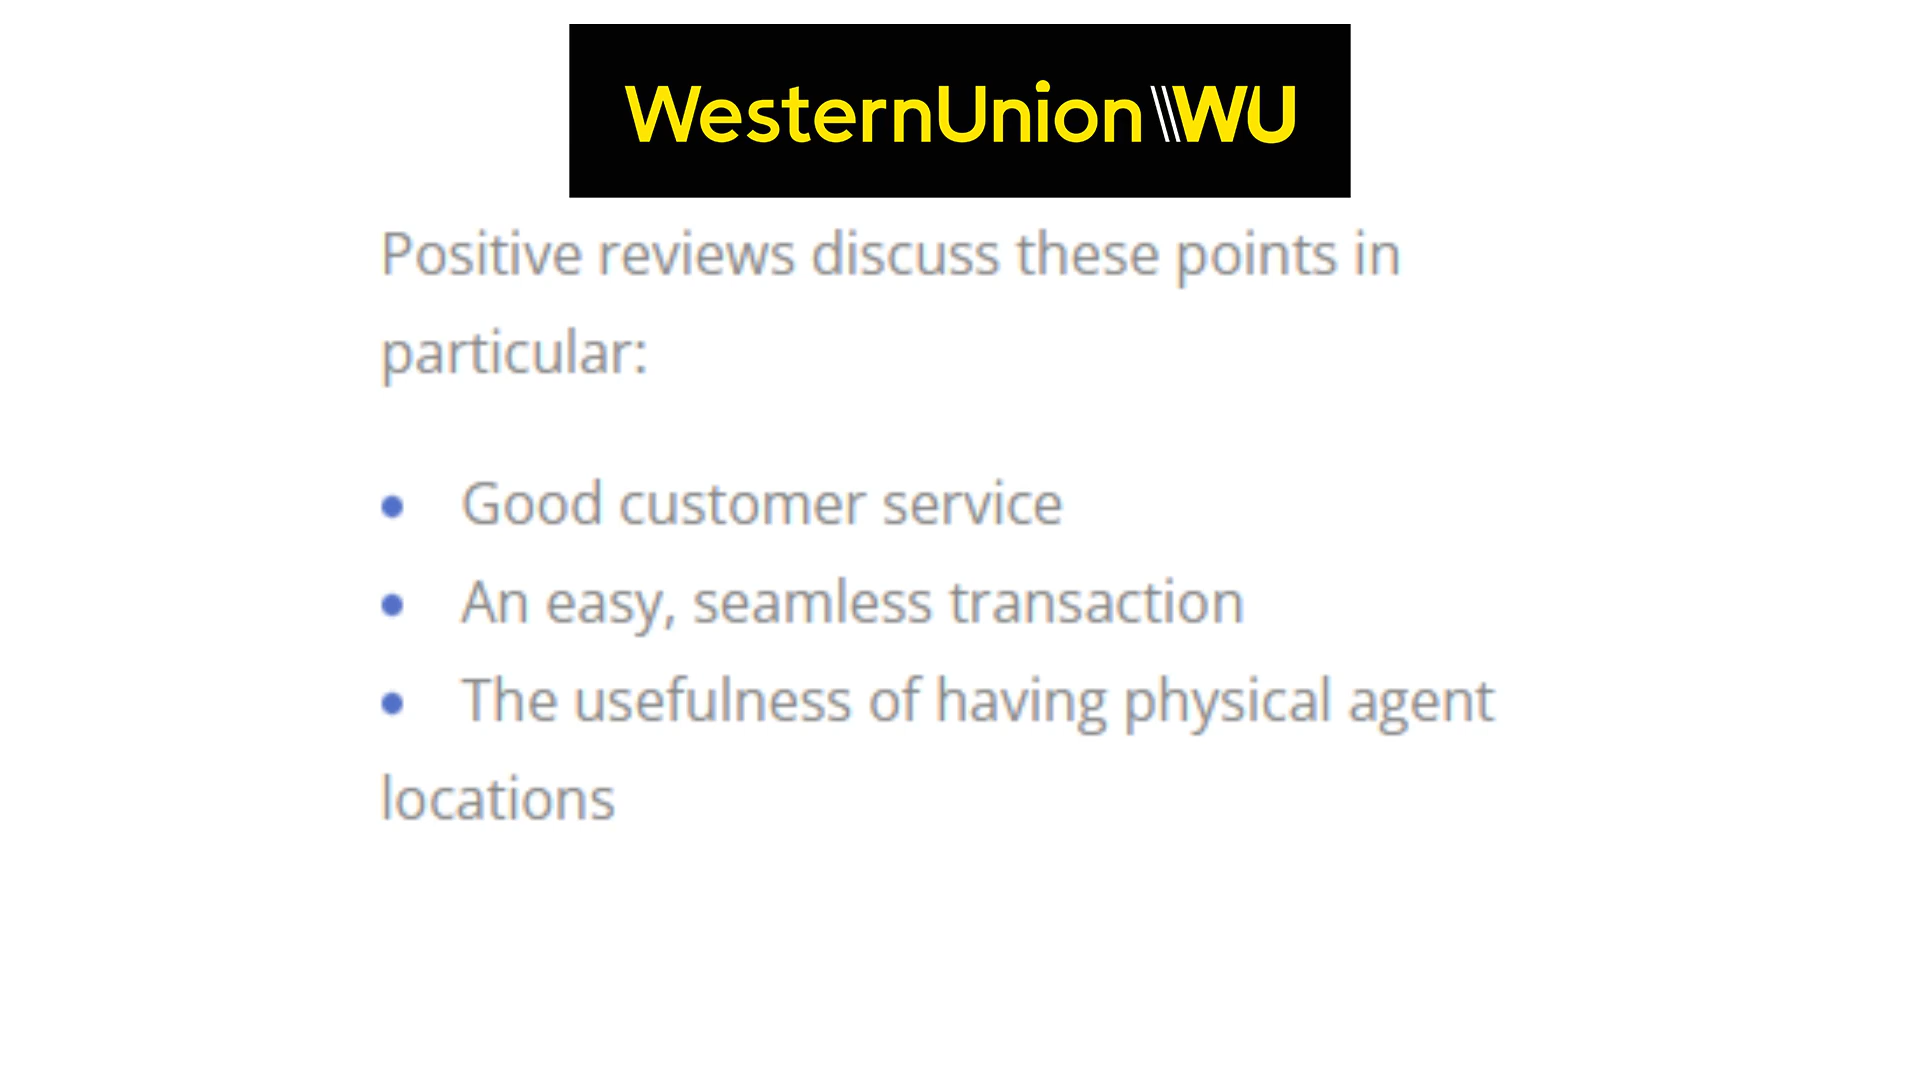 WesternUnion WU
Positive reviews discuss these points in
particular:
• Good customer service
• An easy, seamless transaction
• The usefulness of having physical agent
locations